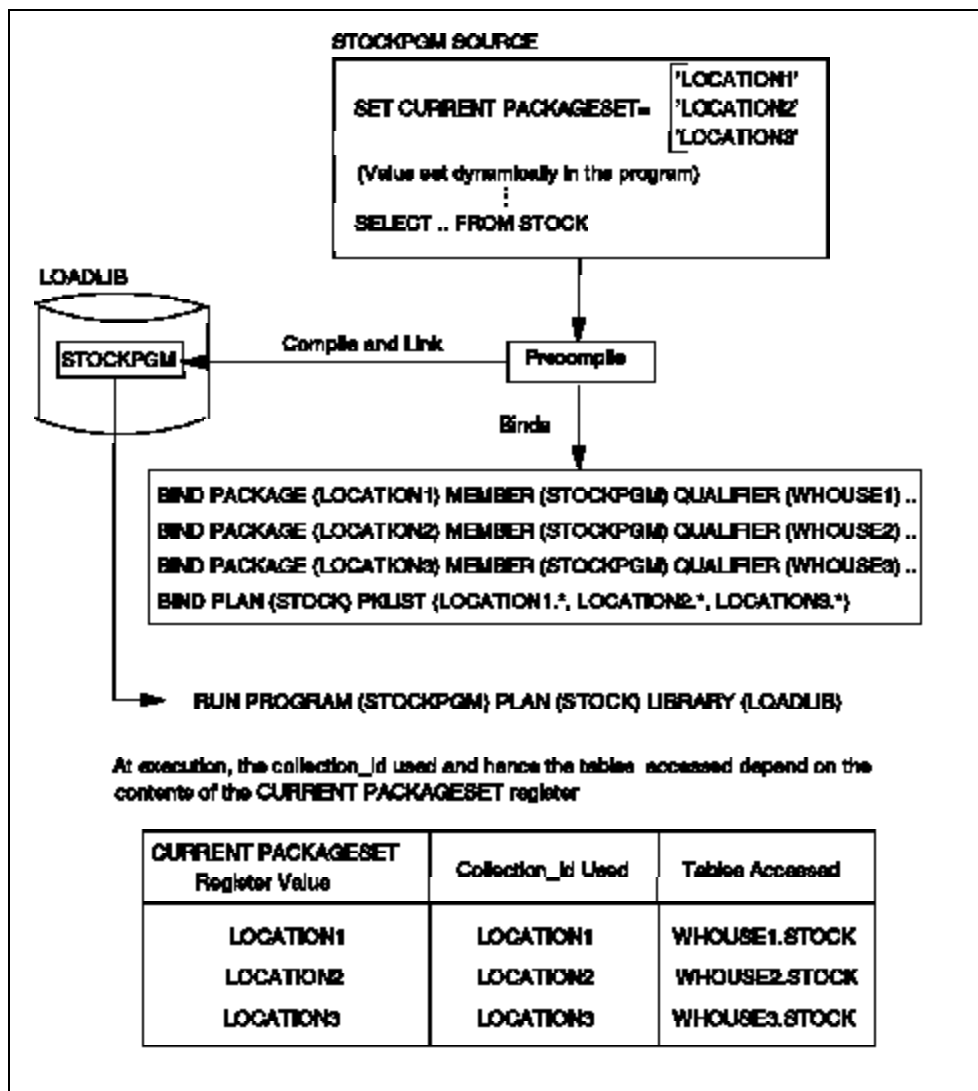 STOCKPGM SOURCE
'LOCATION1'
SET CURRENT PACKAGESET= 'LOCATION2'
'LOCATION3'
(Value set dynamically in the program)
SELECT .. FROM STOCK
LOADLIB
STOCKPGM
Compile and Link
Precompile
Binds
BIND PACKAGE (LOCATION1) MEMBER (STOCKPGM) QUALIFIER (WHOUSE1) ..
BIND PACKAGE (LOCATION2) MEMBER (STOCKPGM) QUALIFIER (WHOUSE2) ..
BIND PACKAGE (LOCATION3) MEMBER (STOCKPGM) QUALIFIER (WHOUSE3) ..
BIND PLAN (STOCK) PKLIST (LOCATION1.*, LOCATION2.*, LOCATION3.*)
RUN PROGRAM (STOCKPGM) PLAN (STOCK) LIBRARY (LOADLIB)
At execution, the collection_id used and hence the tables accessed depend on the
contents of the CURRENT PACKAGESET register
CURRENT PACKAGESET
Register Value Collection_id Used Tables Accessed
LOCATION1 LOCATION1 WHOUSE1.STOCK
LOCATION2 LOCATION2 WHOUSE2.STOCK
LOCATION3 LOCATION3 WHOUSE3.STOCK